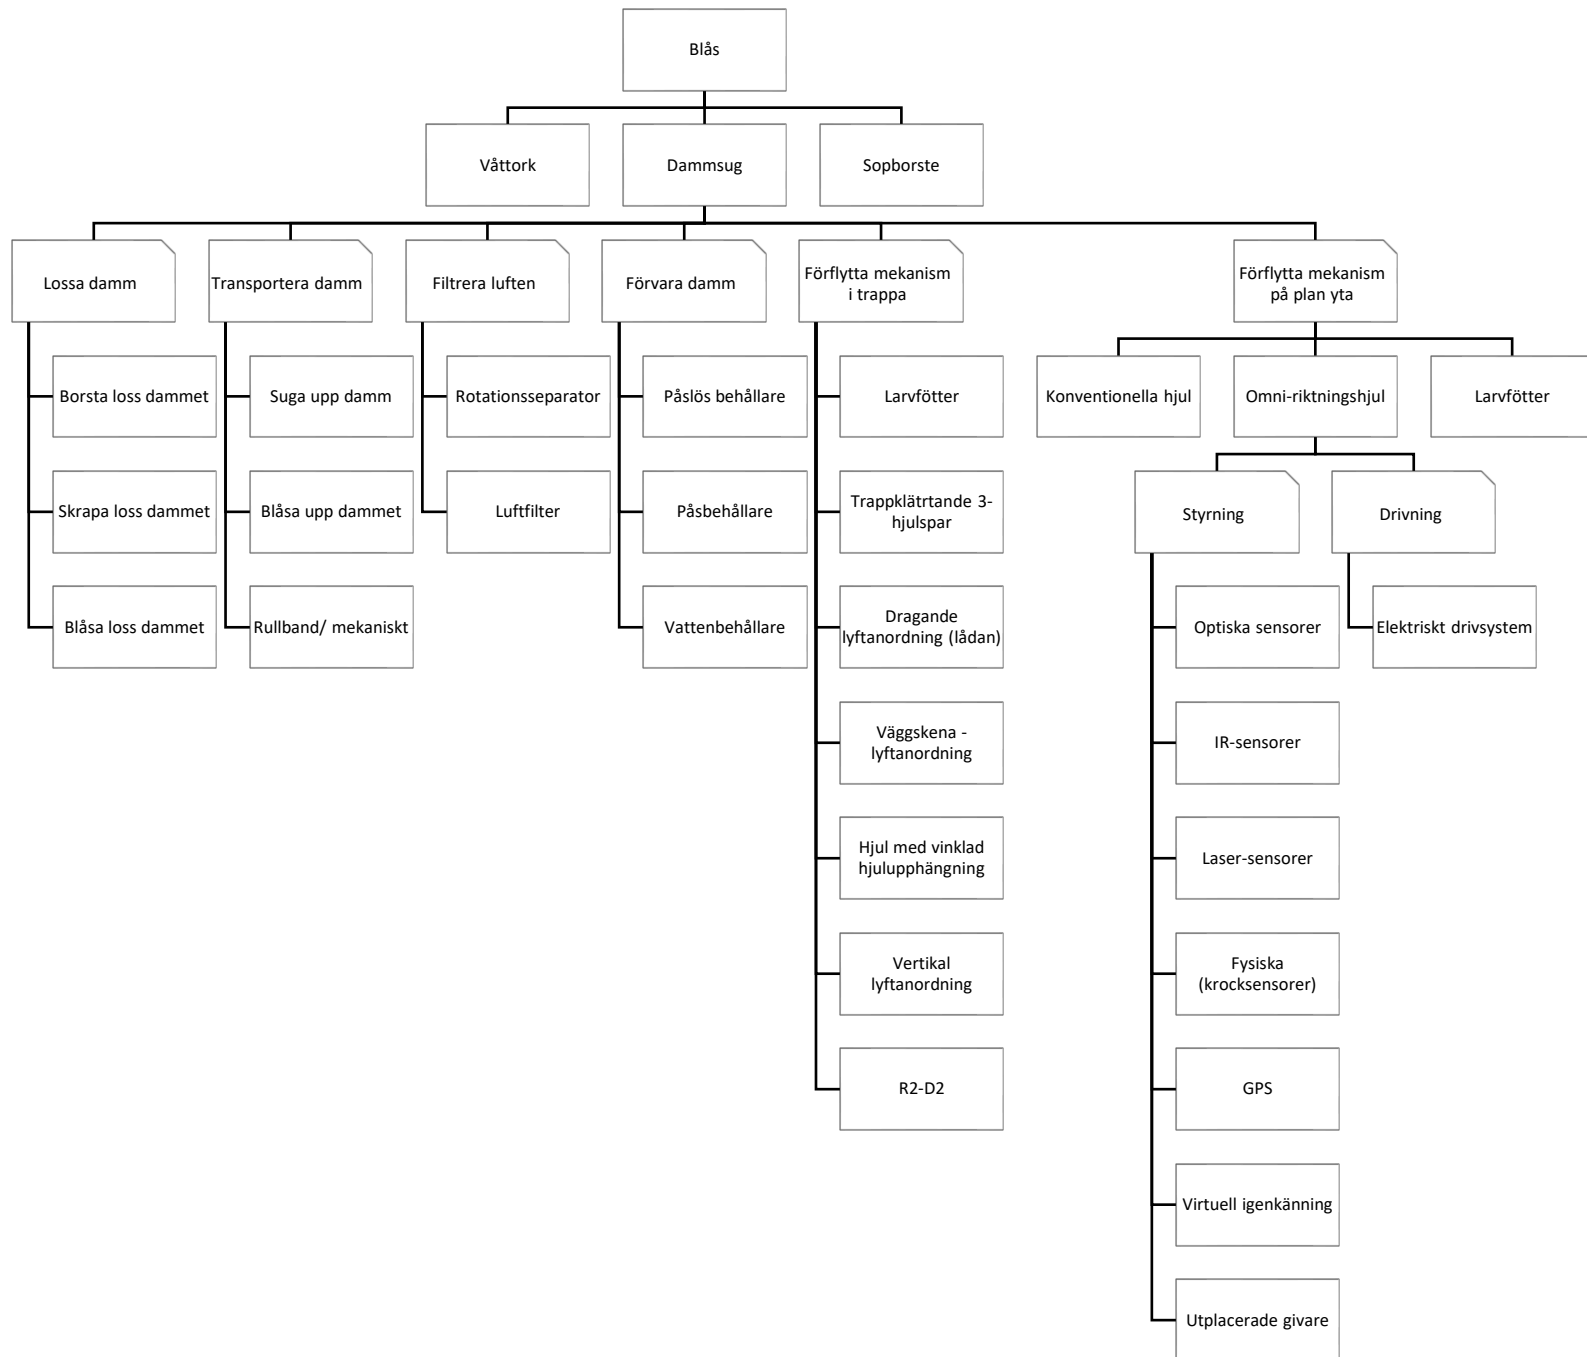 Blås
Våttork
Dammsug
Sopborste
Lossa damm
Transportera damm
Filtrera luften
Förvara damm
Förflytta mekanism
i trappa
Förflytta mekanism
på plan yta
Borsta loss dammet
Skrapa loss dammet
Blåsa loss dammet
Suga upp damm
Blåsa upp dammet
Rullband/ mekaniskt
Rotationsseparator
Luftfilter
Påslös behållare
Påsbehållare
Vattenbehållare
Larvfötter
Trappklätrtande 3-
hjulspar
Dragande
lyftanordning (lådan)
Väggskena -
lyftanordning
Hjul med vinklad
hjulupphängning
Vertikal
lyftanordning
R2-D2
Konventionella hjul
Omni-riktningshjul
Larvfötter
Styrning
Drivning
Optiska sensorer
IR-sensorer
Laser-sensorer
Fysiska
(krocksensorer)
GPS
Virtuell igenkänning
Utplacerade givare
Elektriskt drivsystem